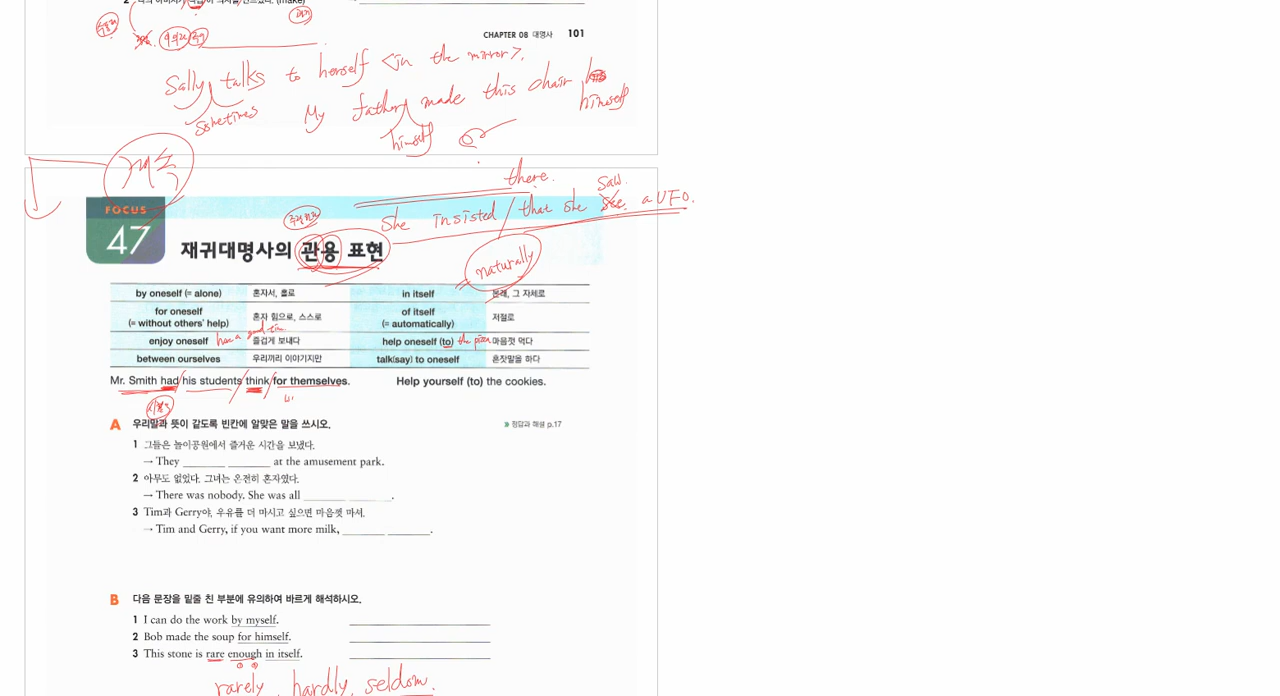 CHAPTER 08 대명사 101
Sally talks to herself <in the mirror>.
sometimes
My father made this chair
himself
himself
there.
saw
She insisted / that she see a UFO.
FOCUS
47 재귀대명사의 관용 표현
naturally
by oneself (= alone) 혼자서, 홀로 in itself 본래, 그 자체로
for oneself (= without others' help) 혼자 힘으로, 스스로 of itself (= automatically) 저절로
enjoy oneself have a good time 즐겁게 보내다 help oneself (to) the pizza 마음껏 먹다
between ourselves 우리끼리 이야기지만 talk(say) to oneself 혼잣말을 하다
Mr. Smith had his students think for themselves. Help yourself (to) the cookies.
A 우리말과 뜻이 같도록 빈칸에 알맞은 말을 쓰시오. » 정답과 해설 p.17
1 그들은 놀이공원에서 즐거운 시간을 보냈다.
→ They ________ ________ at the amusement park.
2 아무도 없었다. 그녀는 온전히 혼자였다.
→ There was nobody. She was all ________ ________.
3 Tim과 Gerry야, 우유를 더 마시고 싶으면 마음껏 마셔.
→ Tim and Gerry, if you want more milk, ________ ________.
B 다음 문장을 밑줄 친 부분에 유의하여 바르게 해석하시오.
1 I can do the work by myself.
2 Bob made the soup for himself.
3 This stone is rare enough in itself.
rarely, hardly, seldom.